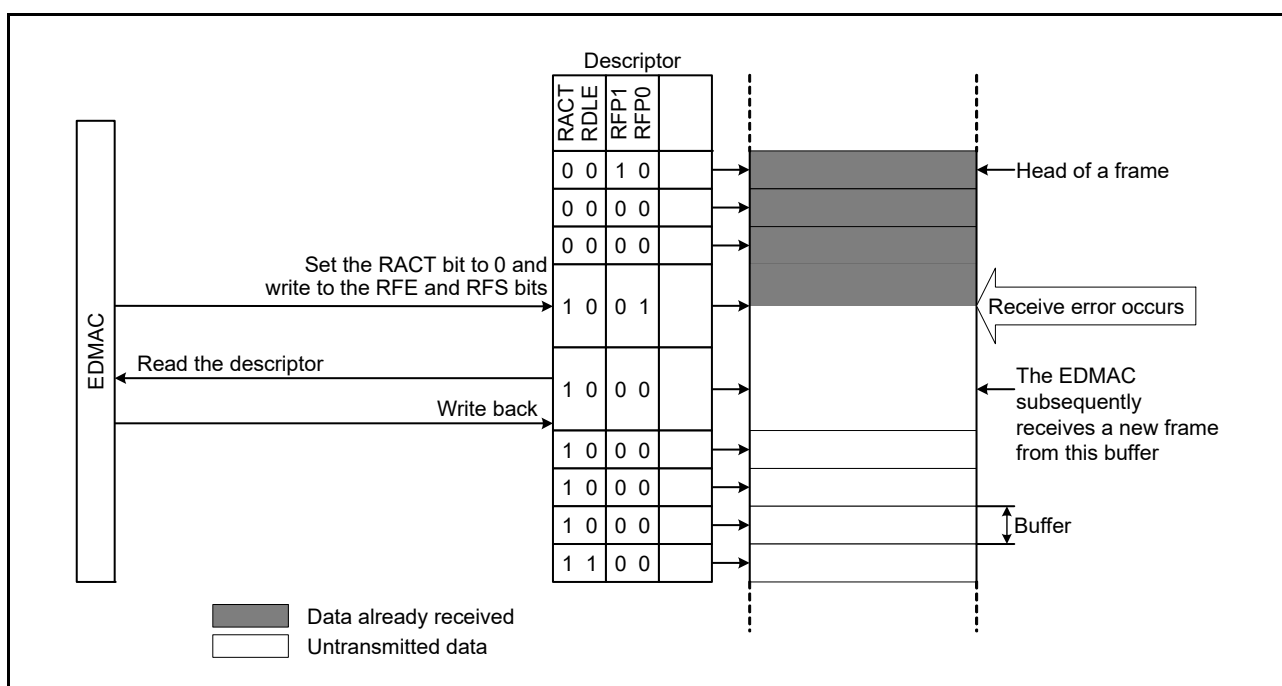 Descriptor
RACT
RDLE
RFP1
RFP0
0 0 1 0
Head of a frame
0 0 0 0
0 0 0 0
Set the RACT bit to 0 and
write to the RFE and RFS bits
1 0 0 1
Receive error occurs
EDMAC
Read the descriptor
1 0 0 0
Write back
The EDMAC
subsequently
receives a new frame
from this buffer
1 0 0 0
1 0 0 0
1 0 0 0
Buffer
1 1 0 0
Data already received
Untransmitted data